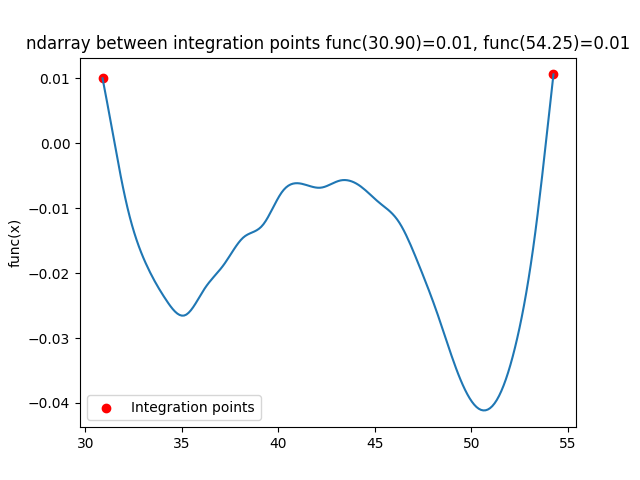 ndarray between integration points func(30.90)=0.01, func(54.25)=0.01
0.01
0.00
−0.01
−0.02
−0.03
−0.04
func(x)
Integration points
30 35 40 45 50 55